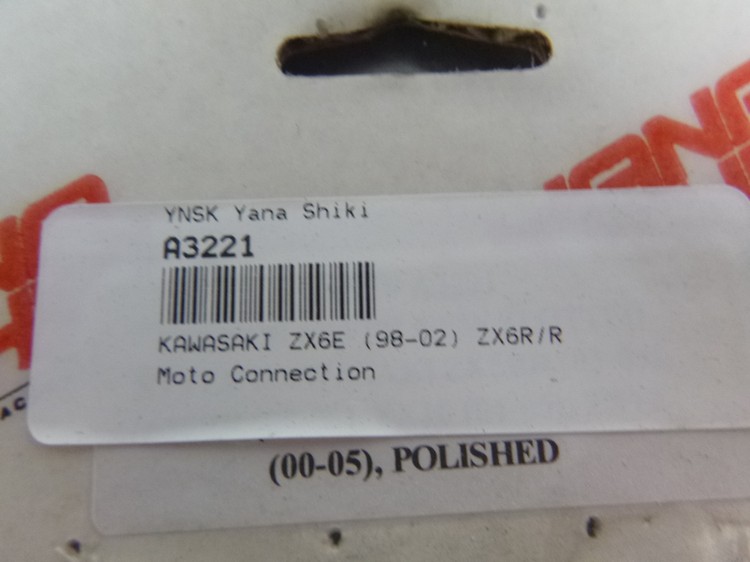 YNSK Yana Shiki
A3221
KAWASAKI ZX6E (98-02) ZX6R/R
Moto Connection
(00-05), POLISHED